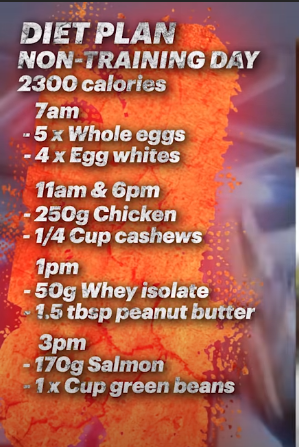 DIET PLAN
NON-TRAINING DAY
2300 calories
7am
- 5 x Whole eggs
- 4 x Egg whites
11am & 6pm
- 250g Chicken
- 1/4 Cup cashews
1pm
- 50g Whey isolate
- 1.5 tbsp peanut butter
3pm
- 170g Salmon
- 1 x Cup green beans